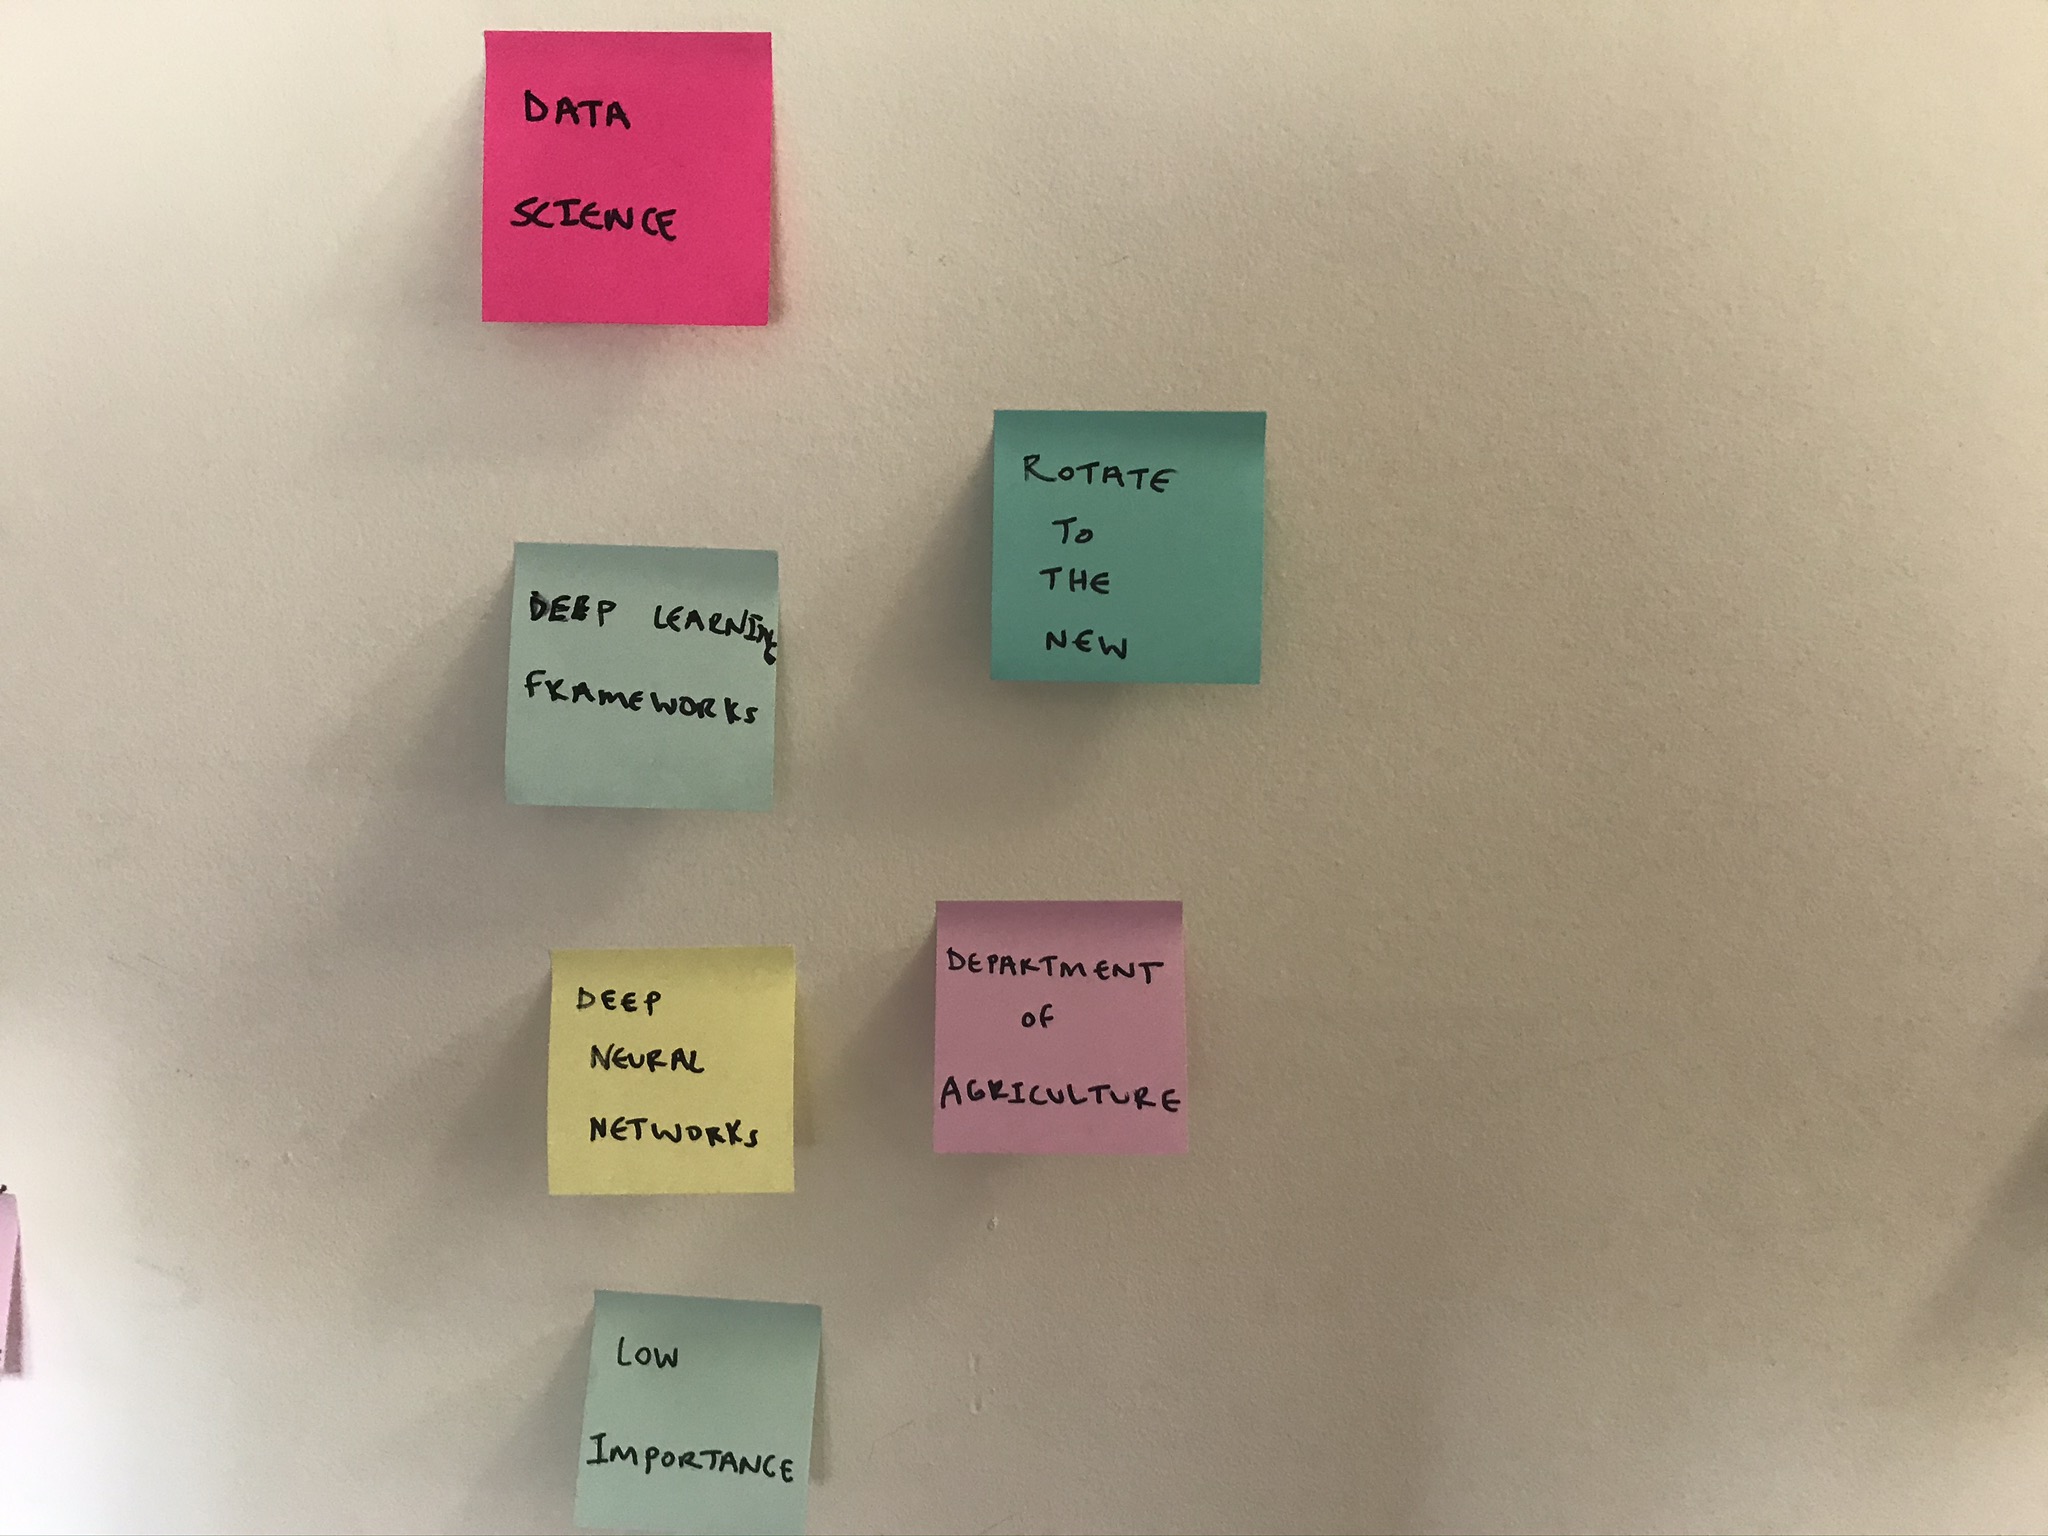 DATA
SCIENCE
ROTATE
TO
THE
NEW
DEEP LEARNING
FRAMEWORKS
DEPARTMENT
OF
AGRICULTURE
DEEP
NEURAL
NETWORKS
LOW
IMPORTANCE